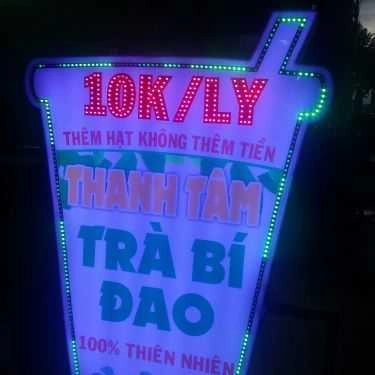 10K/LY
THÊM HẠT KHÔNG THÊM TIỀN
THANH TÂM
TRÀ BÍ
ĐAO
100% THIÊN NHIÊN